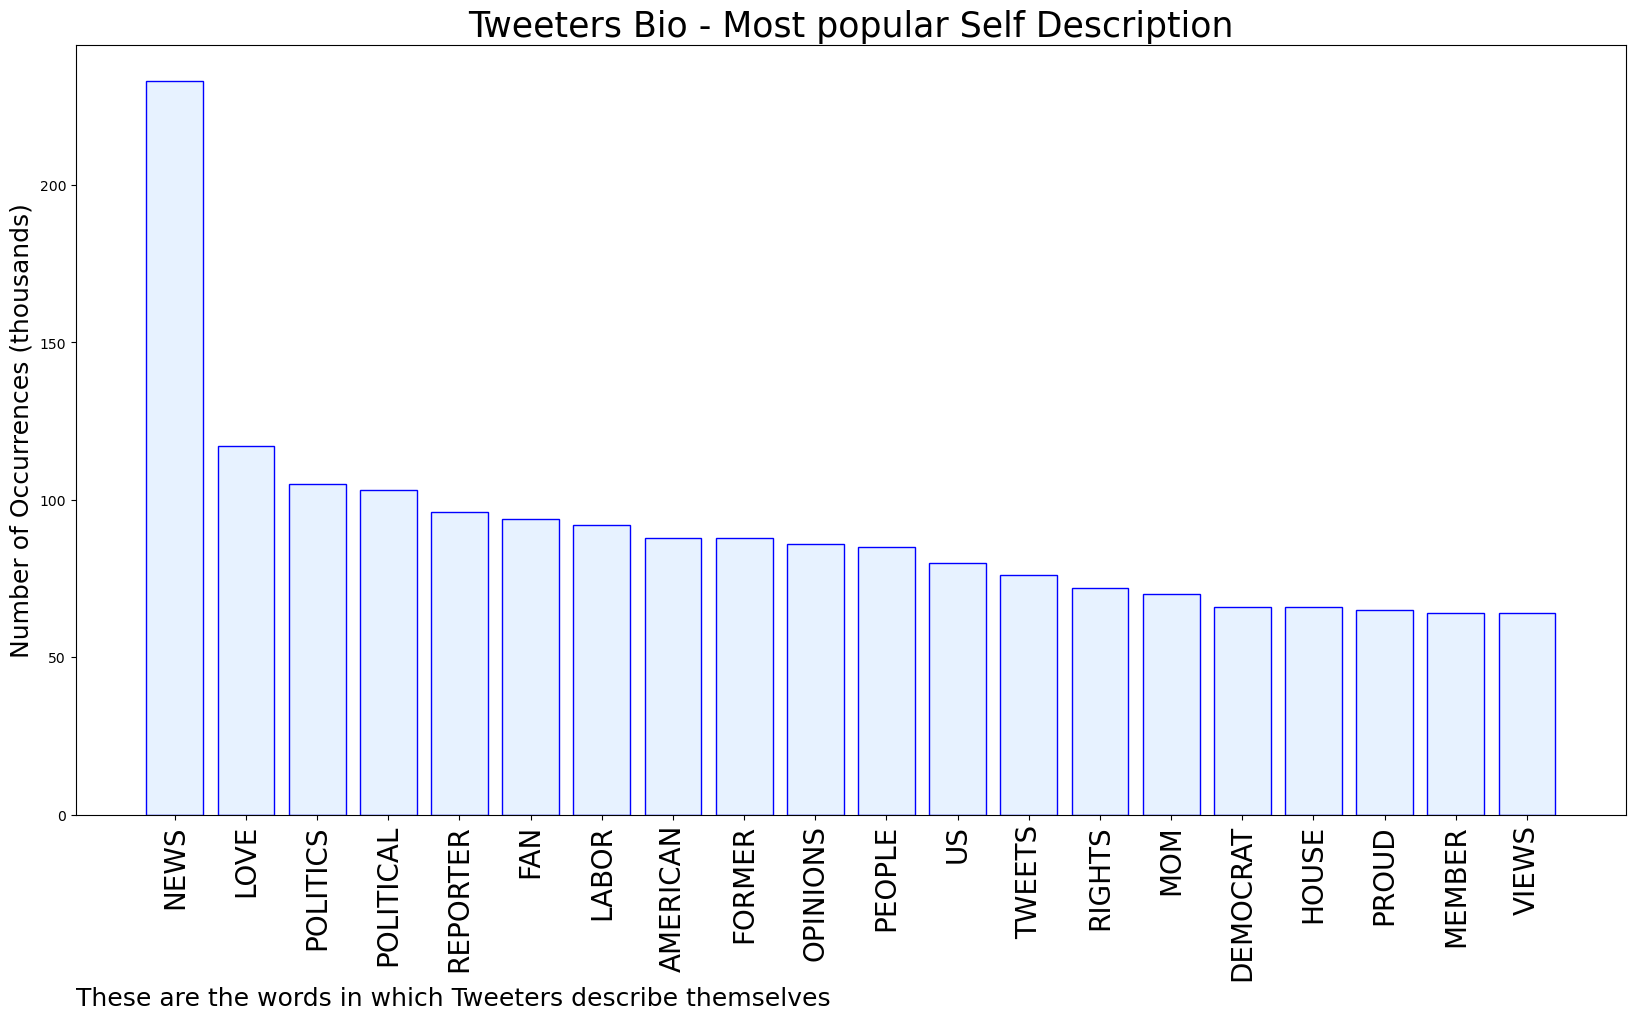 Tweeters Bio - Most popular Self Description
Number of Occurrences (thousands)
200
150
100
50
0
NEWS
LOVE
POLITICS
POLITICAL
REPORTER
FAN
LABOR
AMERICAN
FORMER
OPINIONS
PEOPLE
US
TWEETS
RIGHTS
MOM
DEMOCRAT
HOUSE
PROUD
MEMBER
VIEWS
These are the words in which Tweeters describe themselves